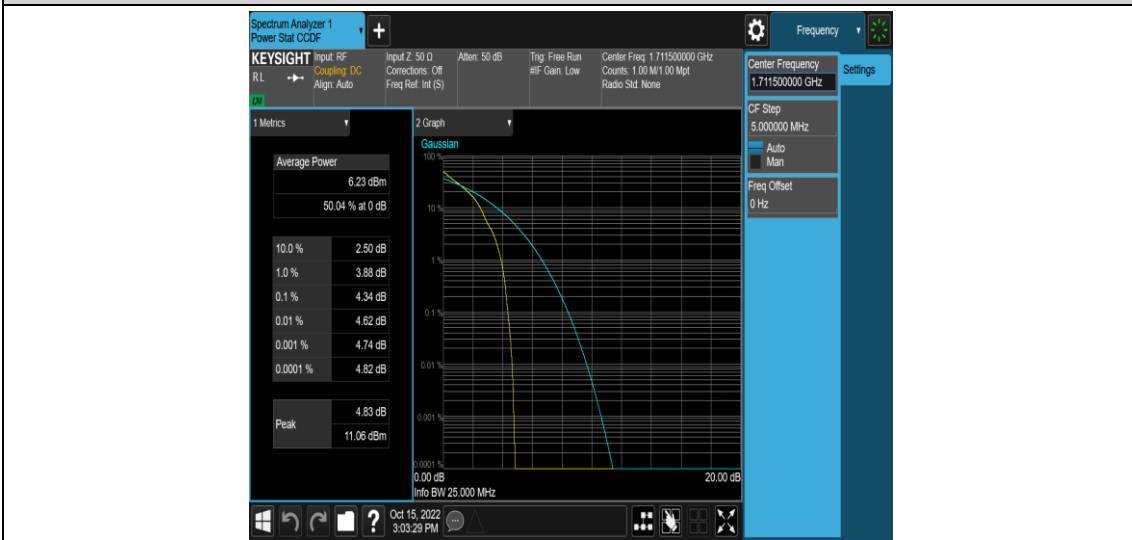 Spectrum Analyzer 1
Power Stat CCDF
+
Frequency
KEYSIGHT
RL
LXI
Input: RF
Coupling: DC
Align: Auto
Input Z: 50 Ω
Corrections: Off
Freq Ref: Int (S)
Atten: 50 dB
Trig: Free Run
#IF Gain: Low
Center Freq: 1.711500000 GHz
Counts: 1.00 M/1.00 Mpt
Radio Std: None
Center Frequency
1.711500000 GHz
Settings
CF Step
5.000000 MHz
Auto
Man
Freq Offset
0 Hz
1 Metrics
Average Power
6.23 dBm
50.04 % at 0 dB
10.0 % 2.50 dB
1.0 % 3.88 dB
0.1 % 4.34 dB
0.01 % 4.62 dB
0.001 % 4.74 dB
0.0001 % 4.82 dB
Peak 4.83 dB
11.06 dBm
2 Graph
Gaussian
100 %
10 %
1 %
0.1 %
0.01 %
0.001 %
0.0001 %
0.00 dB 20.00 dB
Info BW 25.000 MHz
?
Oct 15, 2022
3:03:29 PM